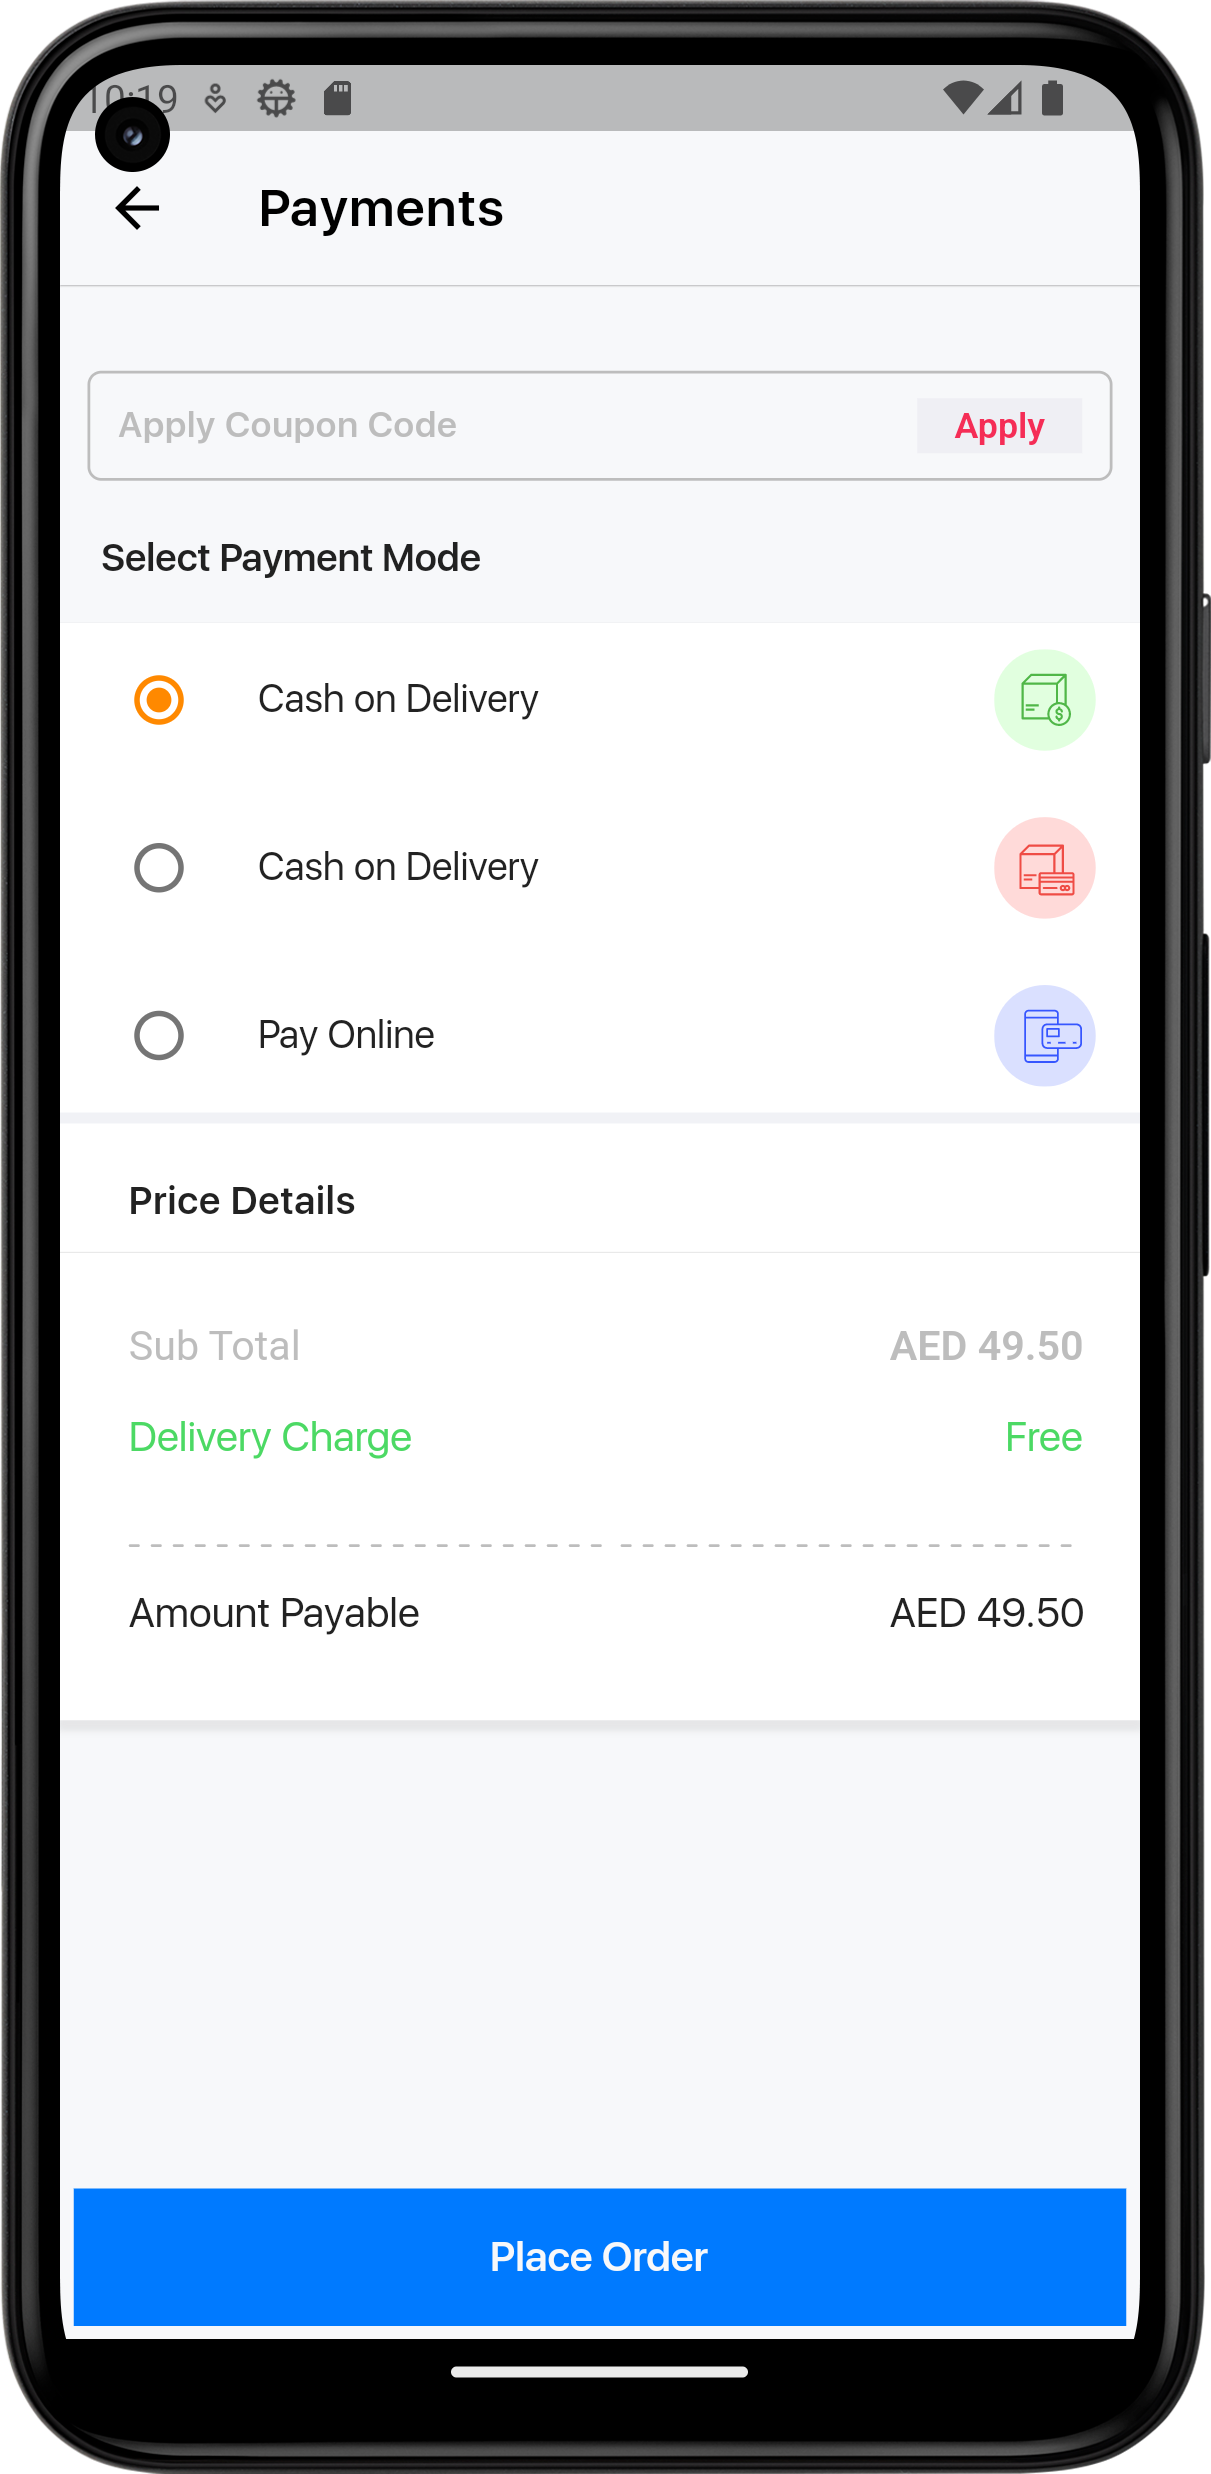 10:19
Payments
Apply Coupon Code
Apply
Select Payment Mode
Cash on Delivery
Cash on Delivery
Pay Online
Price Details
Sub Total AED 49.50
Delivery Charge Free
Amount Payable AED 49.50
Place Order